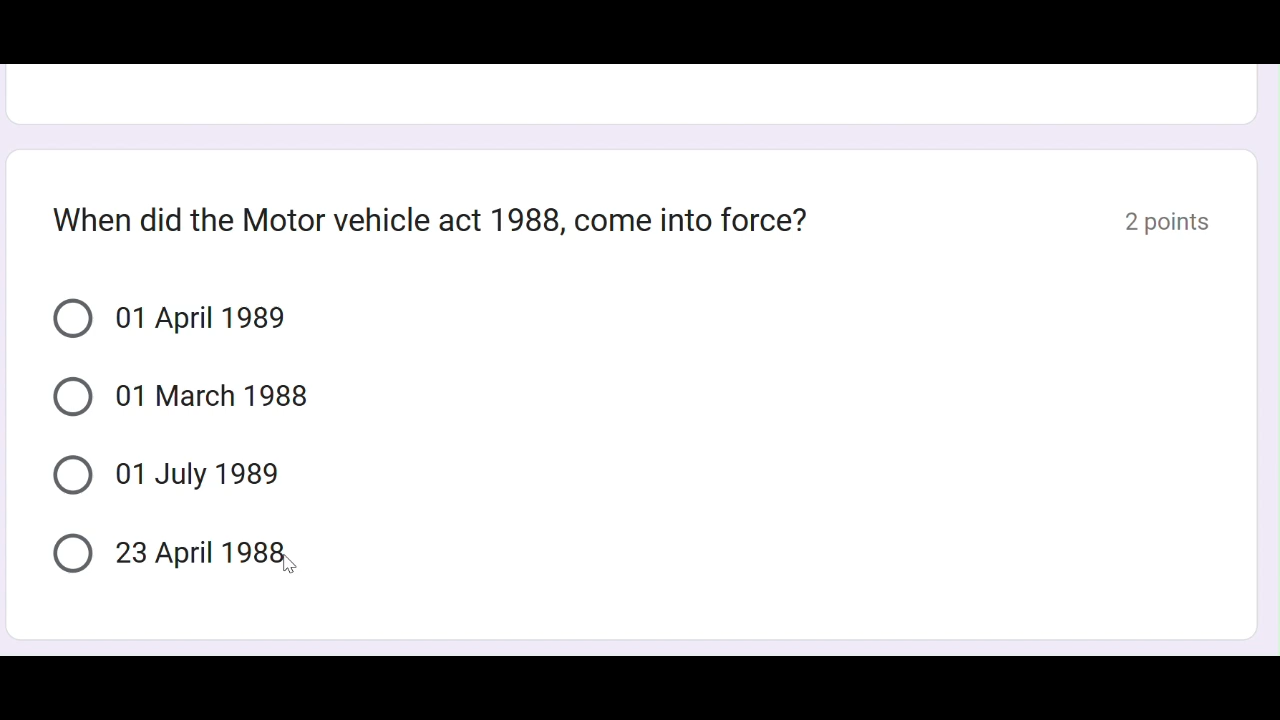 When did the Motor vehicle act 1988, come into force?
2 points
01 April 1989
01 March 1988
01 July 1989
23 April 1988